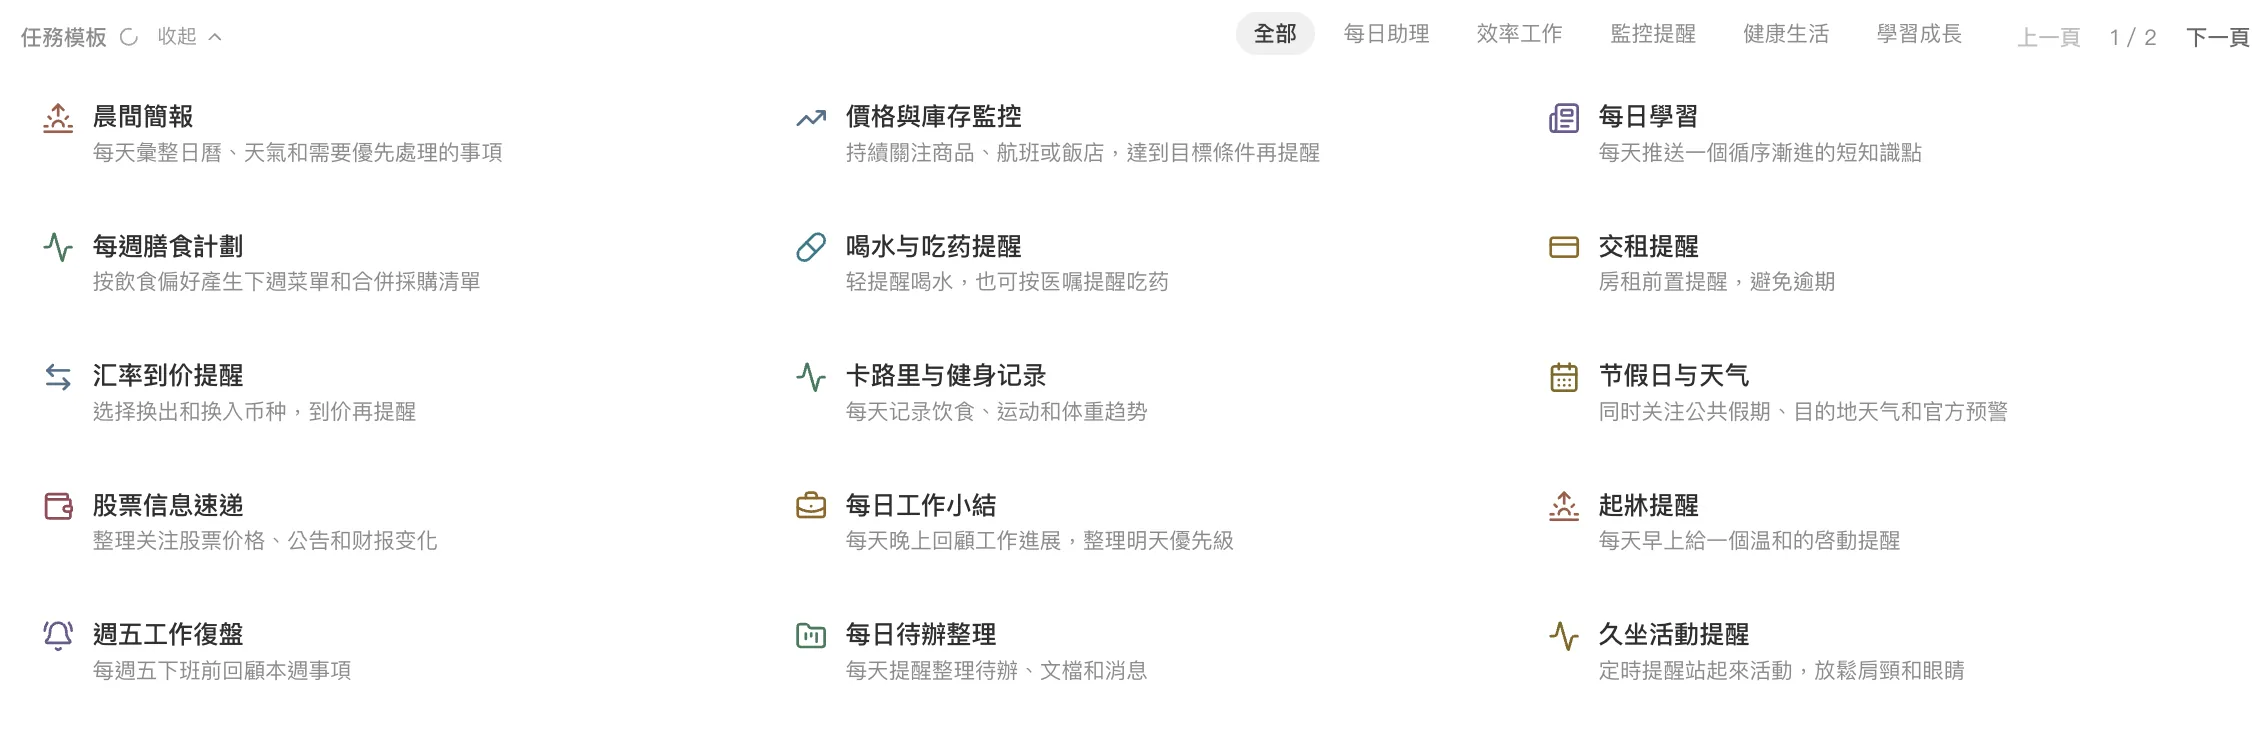 任務模板 收起
全部 每日助理 效率工作 監控提醒 健康生活 學習成長 上一頁 1 / 2 下一頁
晨間簡報
每天彙整日曆、天氣和需要優先處理的事項
價格與庫存監控
持續關注商品、航班或飯店，達到目標條件再提醒
每日學習
每天推送一個循序漸進的短知識點
每週膳食計劃
按飲食偏好產生下週菜單和合併採購清單
喝水与吃药提醒
轻提醒喝水，也可按医嘱提醒吃药
交租提醒
房租前置提醒，避免逾期
汇率到价提醒
选择换出和换入币种，到价再提醒
卡路里与健身记录
每天记录饮食、运动和体重趋势
节假日与天气
同时关注公共假期、目的地天气和官方预警
股票信息速递
整理关注股票价格、公告和财报变化
每日工作小結
每天晚上回顧工作進展，整理明天優先級
起牀提醒
每天早上給一個温和的啓動提醒
週五工作復盤
每週五下班前回顧本週事項
每日待辦整理
每天提醒整理待辦、文檔和消息
久坐活動提醒
定時提醒站起來活動，放鬆肩頸和眼睛